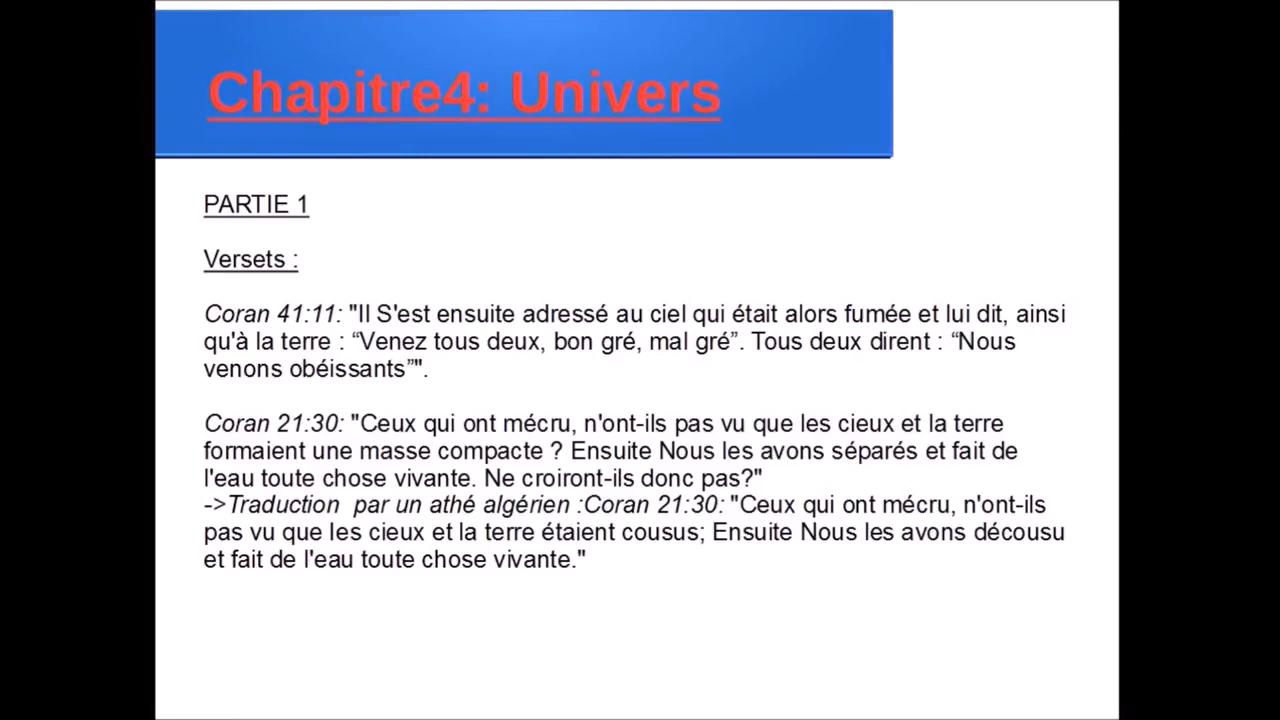 Chapitre4: Univers
PARTIE 1
Versets :
Coran 41:11: "Il S'est ensuite adressé au ciel qui était alors fumée et lui dit, ainsi
qu'à la terre : “Venez tous deux, bon gré, mal gré”. Tous deux dirent : “Nous
venons obéissants”".
Coran 21:30: "Ceux qui ont mécru, n'ont-ils pas vu que les cieux et la terre
formaient une masse compacte ? Ensuite Nous les avons séparés et fait de
l'eau toute chose vivante. Ne croiront-ils donc pas?"
->Traduction  par un athé algérien :Coran 21:30: "Ceux qui ont mécru, n'ont-ils
pas vu que les cieux et la terre étaient cousus; Ensuite Nous les avons décousu
et fait de l'eau toute chose vivante."